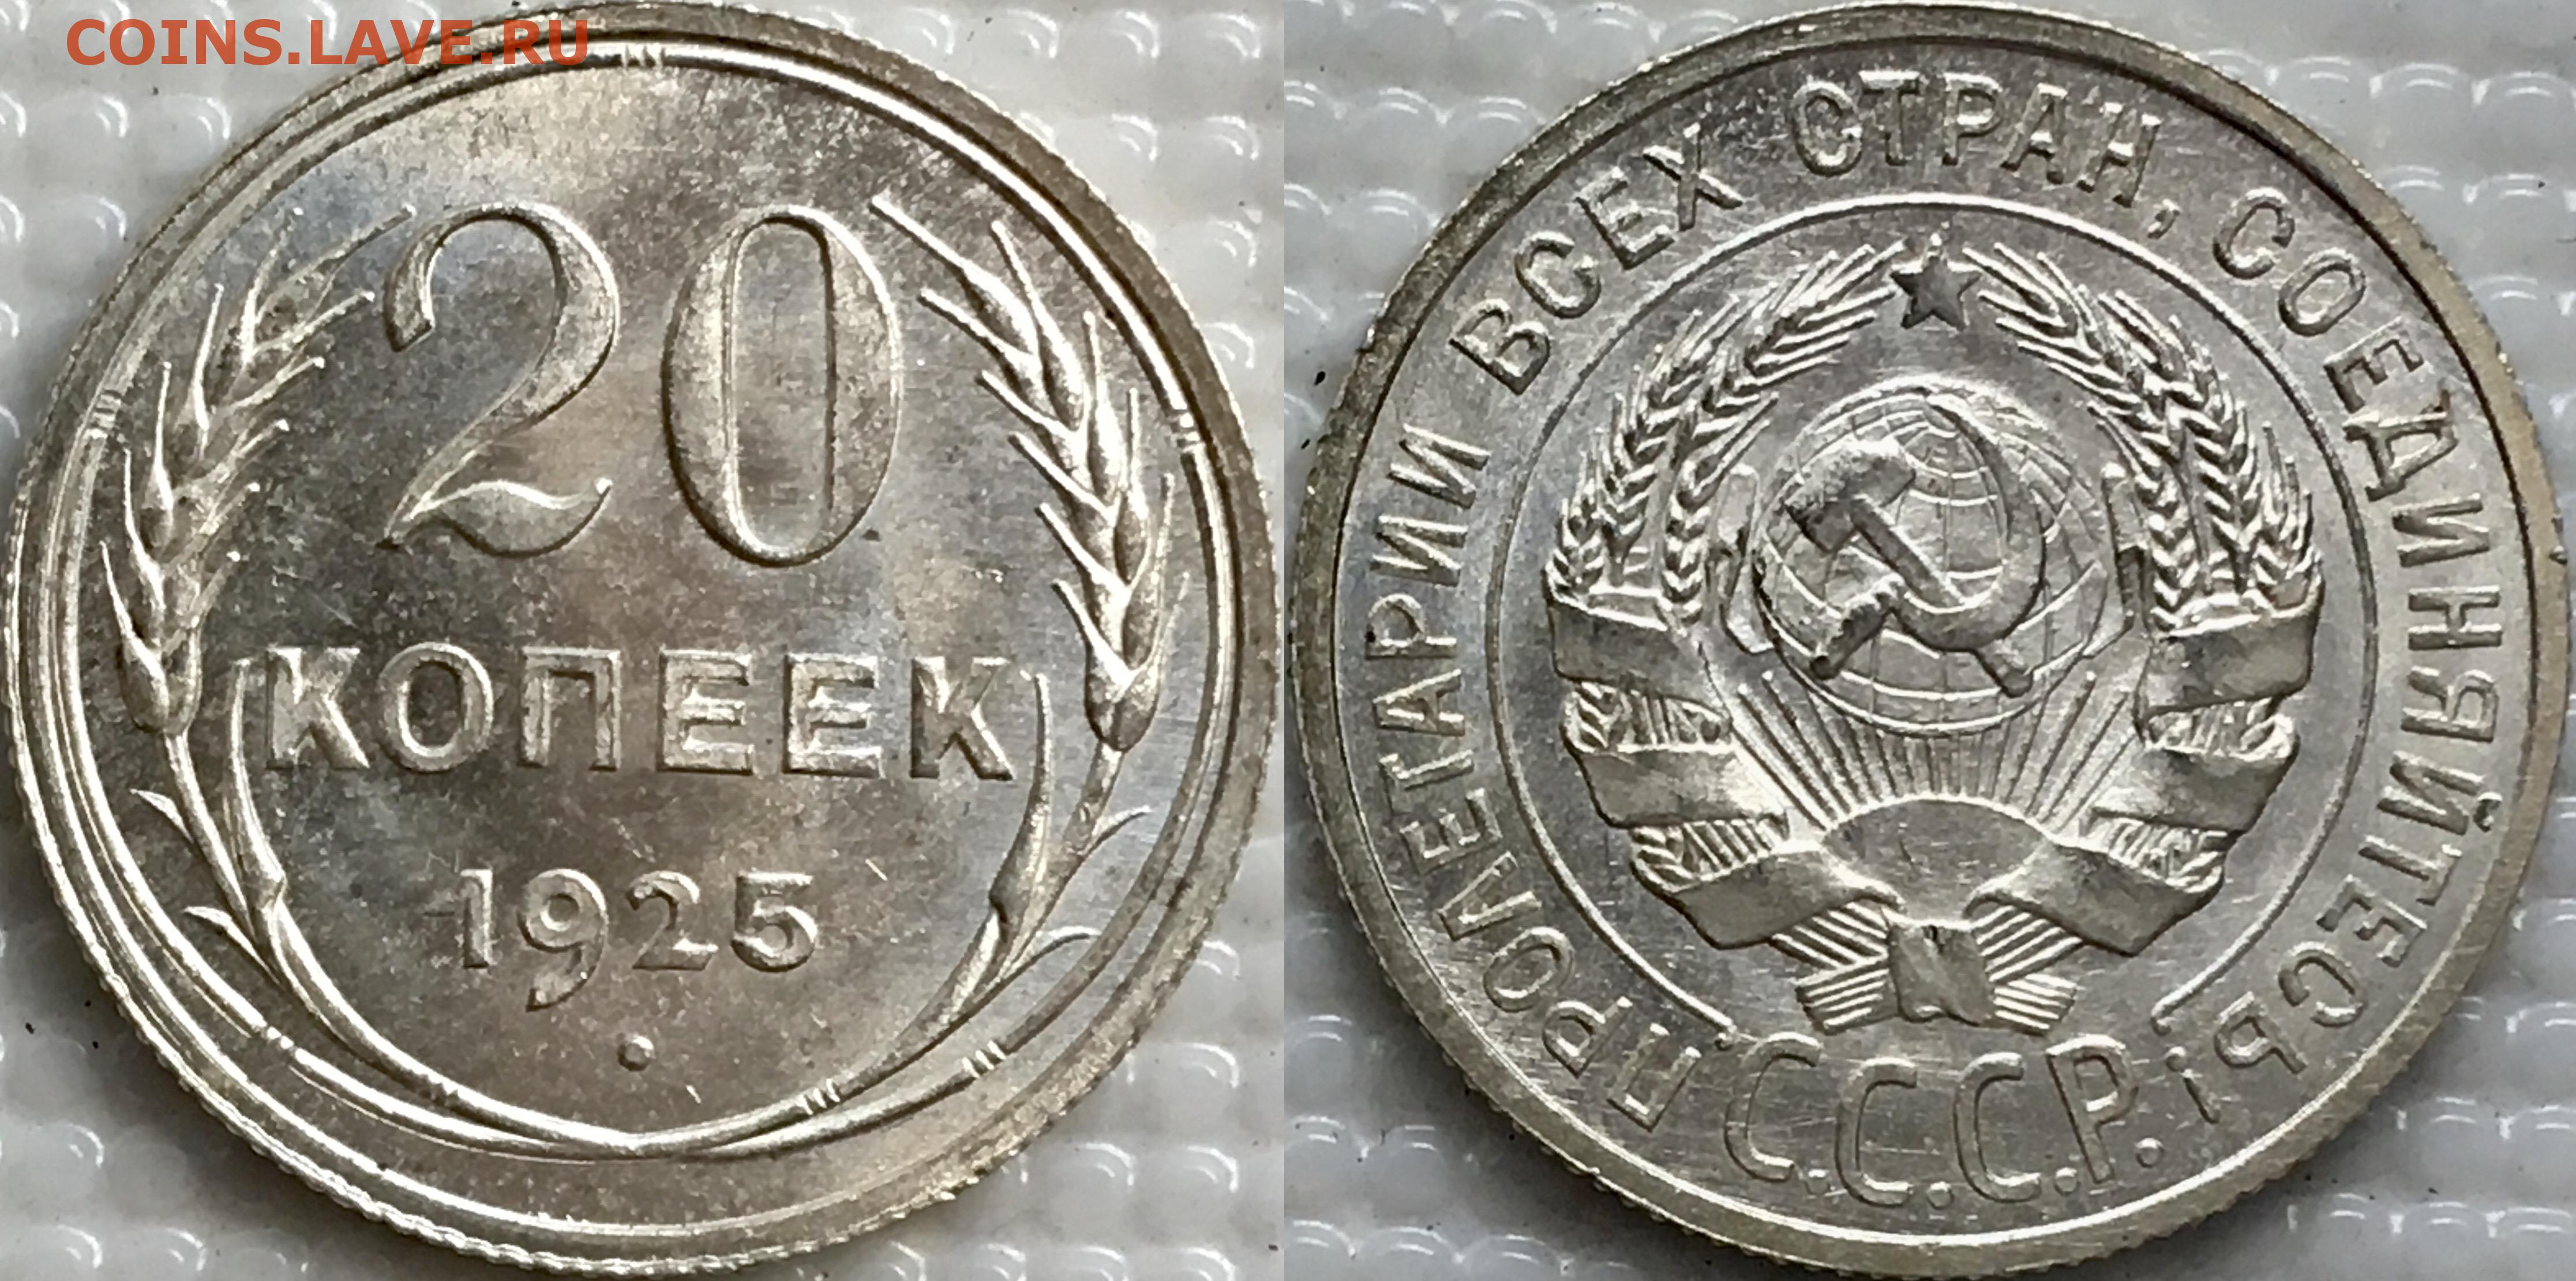 COINS.LAVE.RU
20
КОПЕЕК
1925
ПРОЛЕТАРИИ ВСЕХ СТРАН, СОЕДИНЯЙТЕСЬ!
С.С.С.Р.